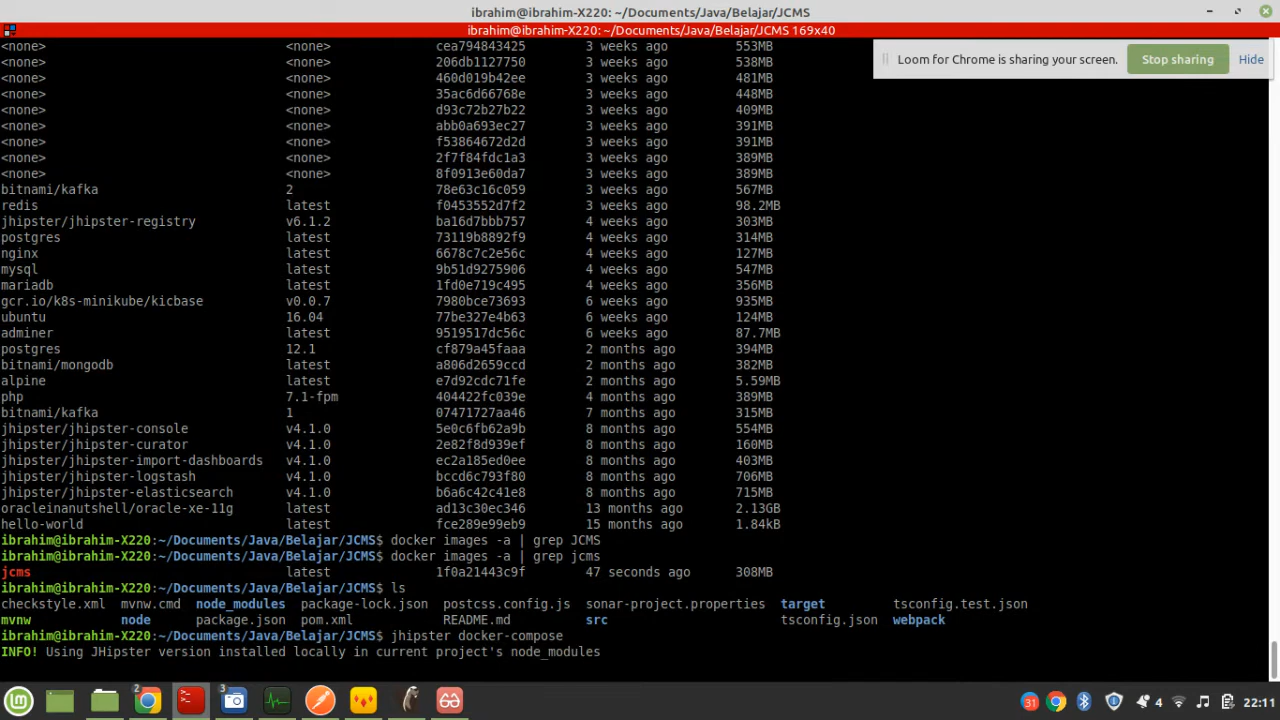 ibrahim@ibrahim-X220: ~/Documents/Java/Belajar/JCMS
ibrahim@ibrahim-X220: ~/Documents/Java/Belajar/JCMS 169x40
Loom for Chrome is sharing your screen. Stop sharing Hide
<none> <none> cea794843425 3 weeks ago 553MB
<none> <none> 206db1127750 3 weeks ago 538MB
<none> <none> 460d019b42ee 3 weeks ago 481MB
<none> <none> 35ac6d66768e 3 weeks ago 448MB
<none> <none> d93c72b27b22 3 weeks ago 409MB
<none> <none> abb0a693ec27 3 weeks ago 391MB
<none> <none> f53864672d2d 3 weeks ago 391MB
<none> <none> 2f7f84fdc1a3 3 weeks ago 389MB
<none> <none> 8f0913e60da7 3 weeks ago 389MB
bitnami/kafka 2 78e63c16c059 3 weeks ago 567MB
redis latest f0453552d7f2 3 weeks ago 98.2MB
jhipster/jhipster-registry v6.1.2 ba16d7bbb757 4 weeks ago 303MB
postgres latest 73119b8892f9 4 weeks ago 314MB
nginx latest 6678c7c2e56c 4 weeks ago 127MB
mysql latest 9b51d9275906 4 weeks ago 547MB
mariadb latest 1fd0e719c495 4 weeks ago 356MB
gcr.io/k8s-minikube/kicbase v0.0.7 7980bce73693 6 weeks ago 935MB
ubuntu 16.04 77be327e4b63 6 weeks ago 124MB
adminer latest 9519517dc56c 6 weeks ago 87.7MB
postgres 12.1 cf879a45faaa 2 months ago 394MB
bitnami/mongodb latest a806d2659ccd 2 months ago 382MB
alpine latest e7d92cdc71fe 2 months ago 5.59MB
php 7.1-fpm 404422fc039e 4 months ago 389MB
bitnami/kafka 1 07471727aa46 7 months ago 315MB
jhipster/jhipster-console v4.1.0 5e0c6fb62a9b 8 months ago 554MB
jhipster/jhipster-curator v4.1.0 2e82f8d939ef 8 months ago 160MB
jhipster/jhipster-import-dashboards v4.1.0 ec2a185ed0ee 8 months ago 403MB
jhipster/jhipster-logstash v4.1.0 bccd6c793f80 8 months ago 706MB
jhipster/jhipster-elasticsearch v4.1.0 b6a6c42c41e8 8 months ago 715MB
oracleinanutshell/oracle-xe-11g latest ad13c30ec346 13 months ago 2.13GB
hello-world latest fce289e99eb9 15 months ago 1.84kB
ibrahim@ibrahim-X220:~/Documents/Java/Belajar/JCMS$ docker images -a | grep JCMS
ibrahim@ibrahim-X220:~/Documents/Java/Belajar/JCMS$ docker images -a | grep jcms
jcms latest 1f0a21443c9f 47 seconds ago 308MB
ibrahim@ibrahim-X220:~/Documents/Java/Belajar/JCMS$ ls
checkstyle.xml mvnw.cmd node_modules package-lock.json postcss.config.js sonar-project.properties target tsconfig.test.json
mvnw node package.json pom.xml README.md src tsconfig.json webpack
ibrahim@ibrahim-X220:~/Documents/Java/Belajar/JCMS$ jhipster docker-compose
INFO! Using JHipster version installed locally in current project's node_modules
2 3 31 4 22:11